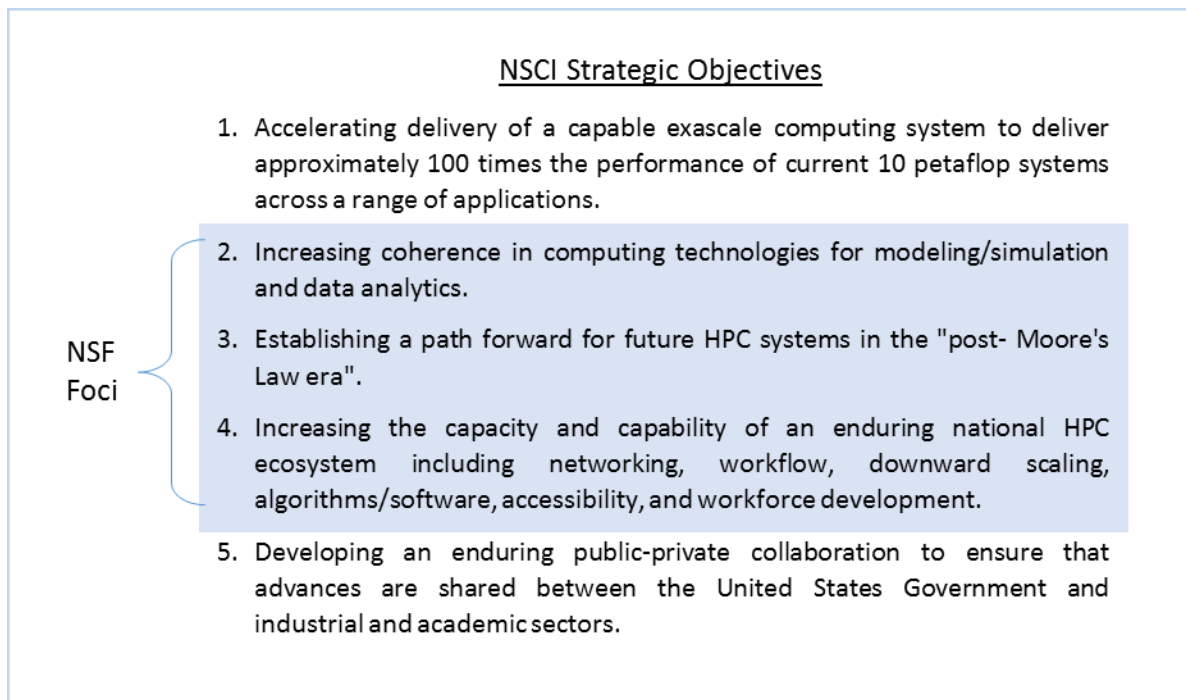 NSCI Strategic Objectives
1. Accelerating delivery of a capable exascale computing system to deliver
approximately 100 times the performance of current 10 petaflop systems
across a range of applications.
2. Increasing coherence in computing technologies for modeling/simulation
and data analytics.
3. Establishing a path forward for future HPC systems in the "post- Moore's
Law era".
NSF
Foci
4. Increasing the capacity and capability of an enduring national HPC
ecosystem including networking, workflow, downward scaling,
algorithms/software, accessibility, and workforce development.
5. Developing an enduring public-private collaboration to ensure that
advances are shared between the United States Government and
industrial and academic sectors.